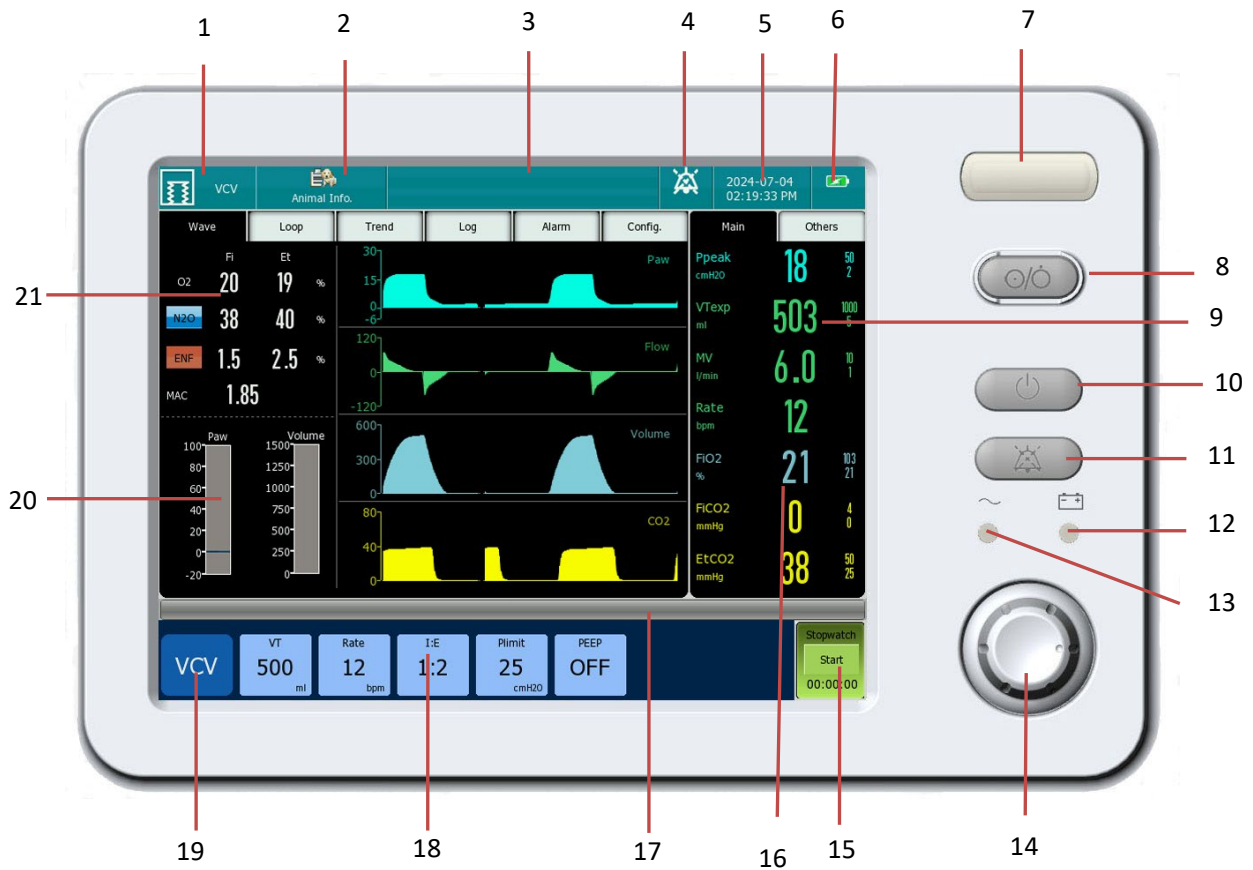 1 2 3 4 5 6 7
VCV Animal Info. 2024-07-04
02:19:33 PM
Wave Loop Trend Log Alarm Config. Main Others
Fi Et
O2 20 19 %
N2O 38 40 %
ENF 1.5 2.5 %
MAC 1.85
Paw
100
80
60
40
20
0
-20
Volume
1500
1250
1000
750
500
250
0
30
15
0
-6
Paw
120
0
-120
Flow
600
300
0
Volume
80
40
0
CO2
Ppeak
cmH2O
18
50
2
VTexp
ml
503
1000
5
MV
l/min
6.0
10
1
Rate
bpm
12
FiO2
%
21
103
21
FiCO2
mmHg
0
4
0
EtCO2
mmHg
38
50
25
VCV
VT
500
ml
Rate
12
bpm
I:E
1:2
Plimit
25
cmH2O
PEEP
OFF
Stopwatch
Start
00:00:00
8
9
10
11
12
13
14
15
16
17
18
19
20
21